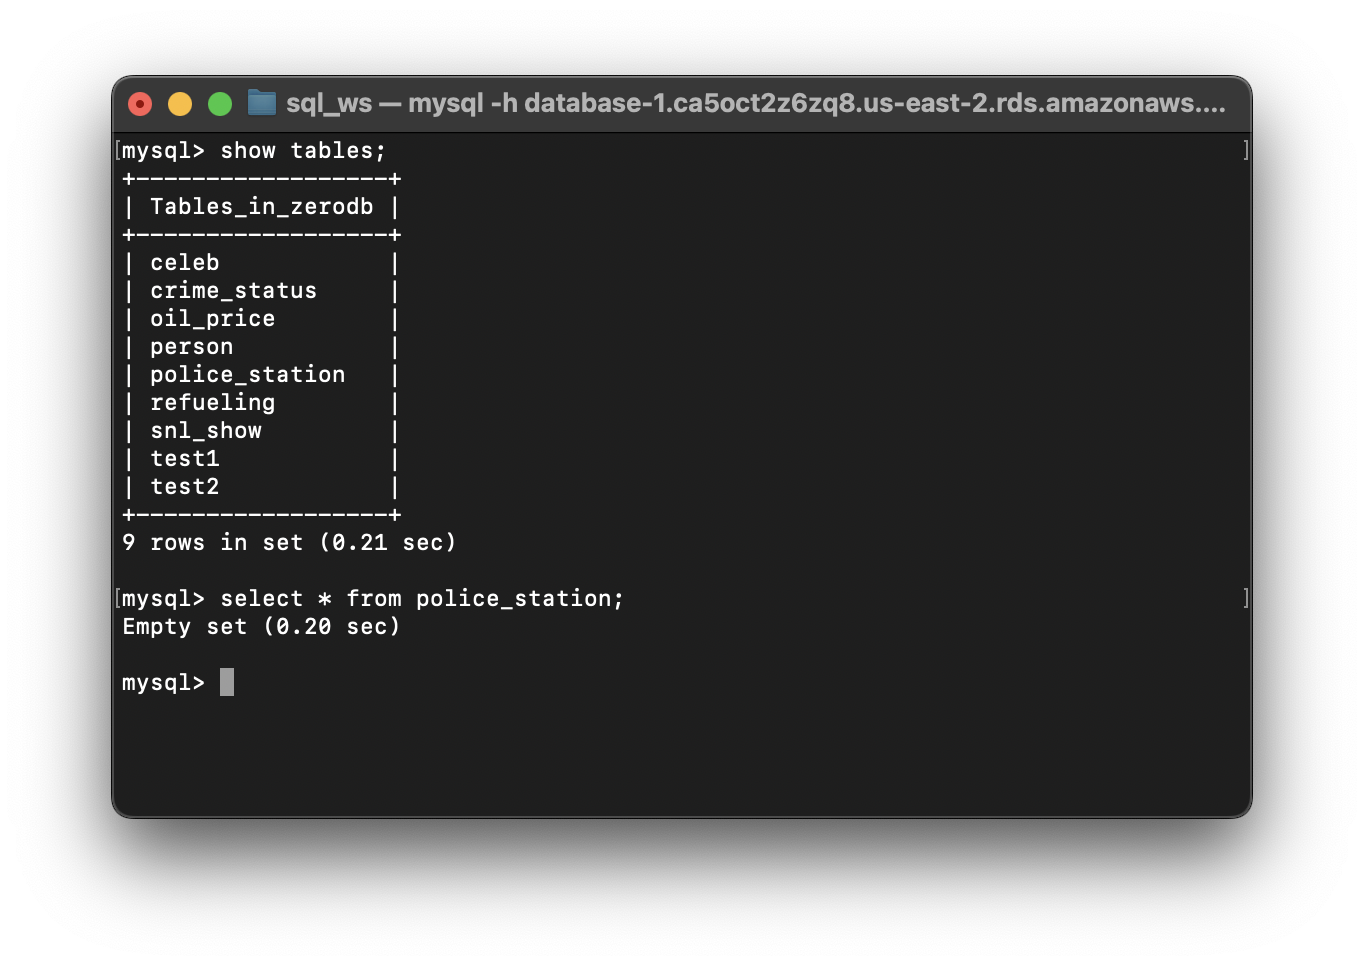 sql_ws — mysql -h database-1.ca5oct2z6zq8.us-east-2.rds.amazonaws....
[mysql> show tables; ]
+------------------+
| Tables_in_zerodb |
+------------------+
| celeb            |
| crime_status     |
| oil_price        |
| person           |
| police_station   |
| refueling        |
| snl_show         |
| test1            |
| test2            |
+------------------+
9 rows in set (0.21 sec)
[mysql> select * from police_station; ]
Empty set (0.20 sec)
mysql>